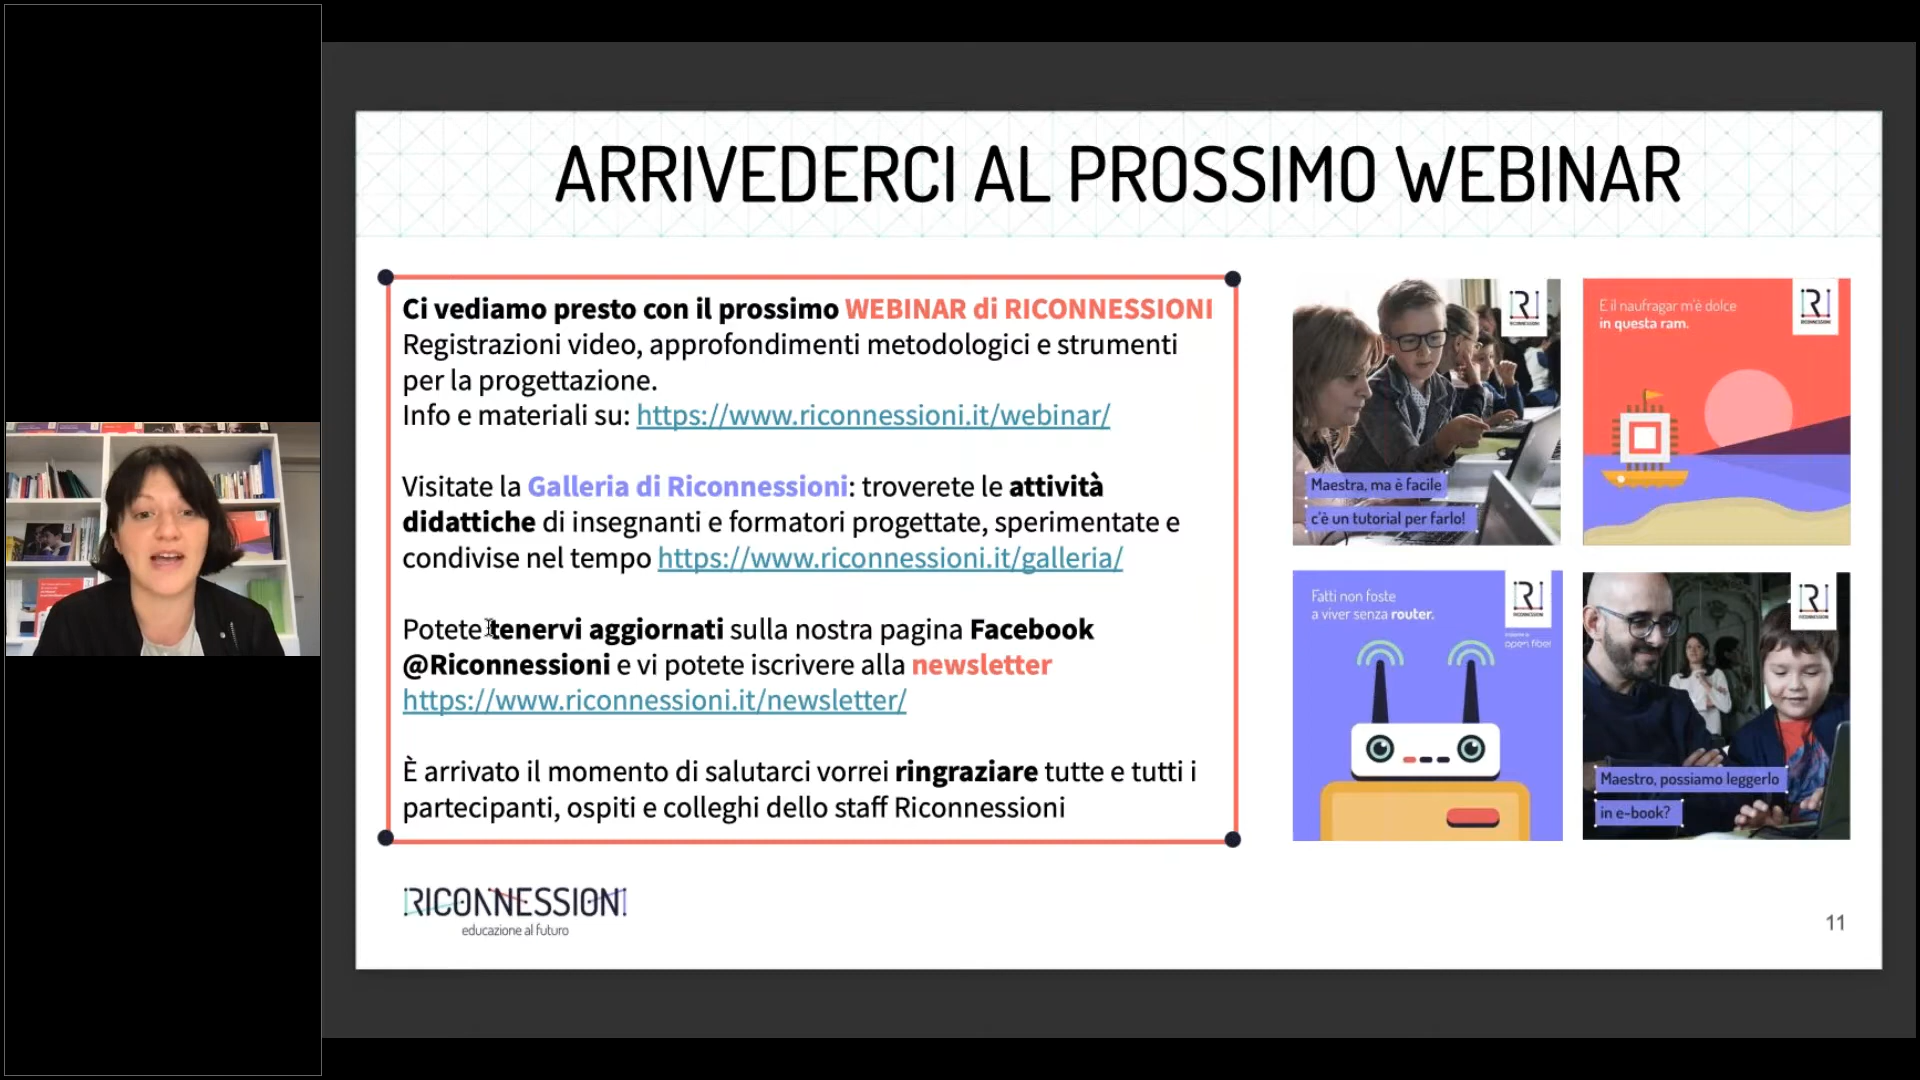 ARRIVEDERCI AL PROSSIMO WEBINAR
Ci vediamo presto con il prossimo WEBINAR di RICONNESSIONI
Registrazioni video, approfondimenti metodologici e strumenti
per la progettazione.
Info e materiali su: https://www.riconnessioni.it/webinar/
Visitate la Galleria di Riconnessioni: troverete le attività
didattiche di insegnanti e formatori progettate, sperimentate e
condivise nel tempo https://www.riconnessioni.it/galleria/
Potete tenervi aggiornati sulla nostra pagina Facebook
@Riconnessioni e vi potete iscrivere alla newsletter
https://www.riconnessioni.it/newsletter/
È arrivato il momento di salutarci vorrei ringraziare tutte e tutti i
partecipanti, ospiti e colleghi dello staff Riconnessioni
RICONNESSIONI
educazione al futuro
Maestra, ma è facile
c'è un tutorial per farlo!
E il naufragar m'è dolce
in questa ram.
Fatti non foste
a viver senza router.
open fiber
Maestro, possiamo leggerlo
in e-book?
11